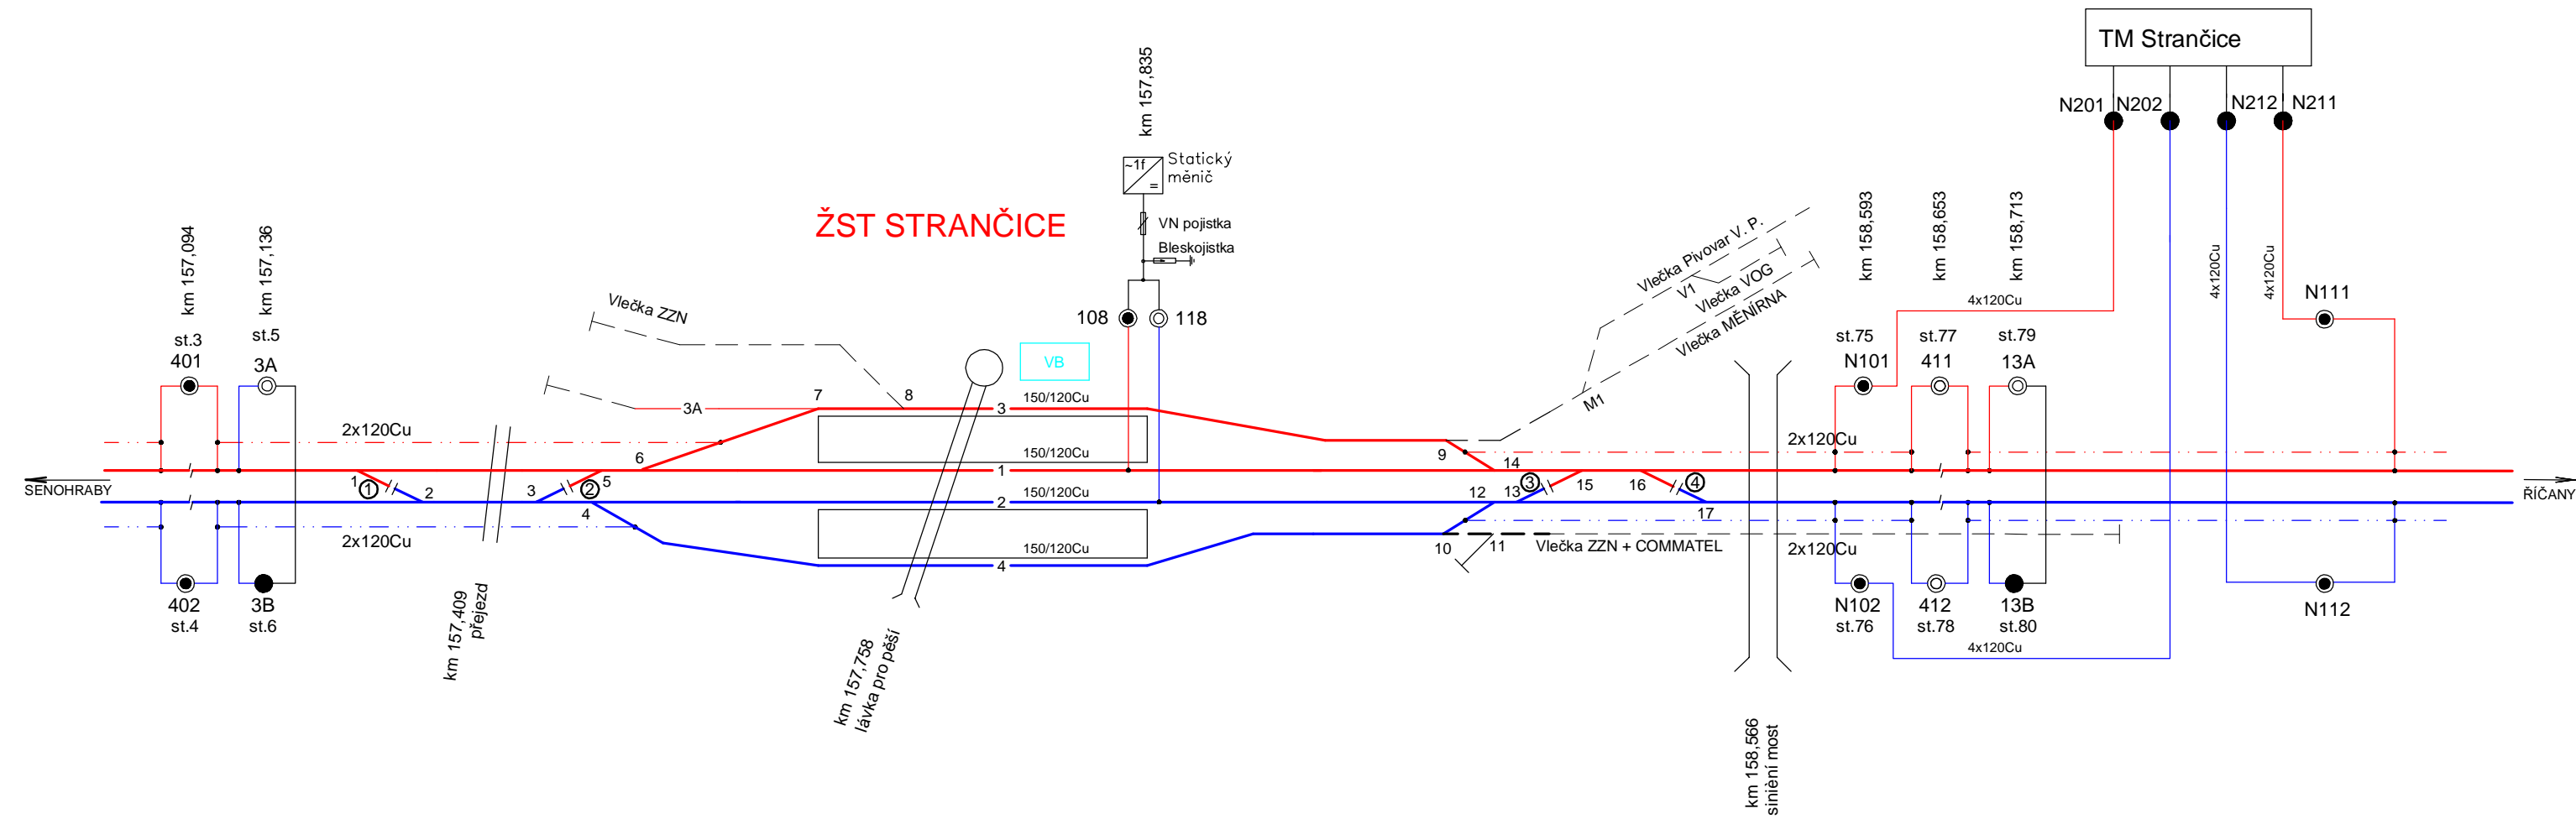 TM Strančice
N201
N202
N212
N211
km 157,835
~1f
=
Statický
měnič
VN pojistka
Bleskojistka
ŽST STRANČICE
108
118
VB
Vlečka ZZN
km 157,094
km 157,136
st.3
401
st.5
3A
2x120Cu
3A
7
8
6
3
150/120Cu
150/120Cu
1
SENOHRABY
1
1
2
3
2
5
4
150/120Cu
2
2x120Cu
150/120Cu
4
402
st.4
3B
st.6
km 157,409
přejezd
km 157,758
lávka pro pěší
Vlečka Pivovar V. P.
V1
Vlečka VOG
Vlečka MĚNÍRNA
M1
9
14
12
13
3
15
16
4
17
10
11
Vlečka ZZN + COMMATEL
km 158,566
siniėní most
km 158,593
km 158,653
km 158,713
4x120Cu
4x120Cu
4x120Cu
st.75
N101
st.77
411
st.79
13A
N111
2x120Cu
2x120Cu
N102
st.76
412
st.78
13B
st.80
4x120Cu
N112
ŘÍČANY